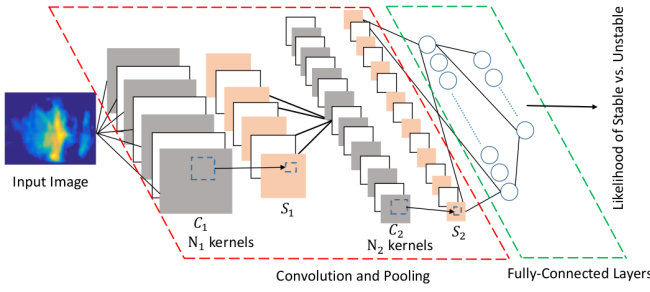 Input Image
C1
N1 kernels
S1
C2
N2 kernels
S2
Convolution and Pooling
Fully-Connected Layers
Likelihood of Stable vs. Unstable